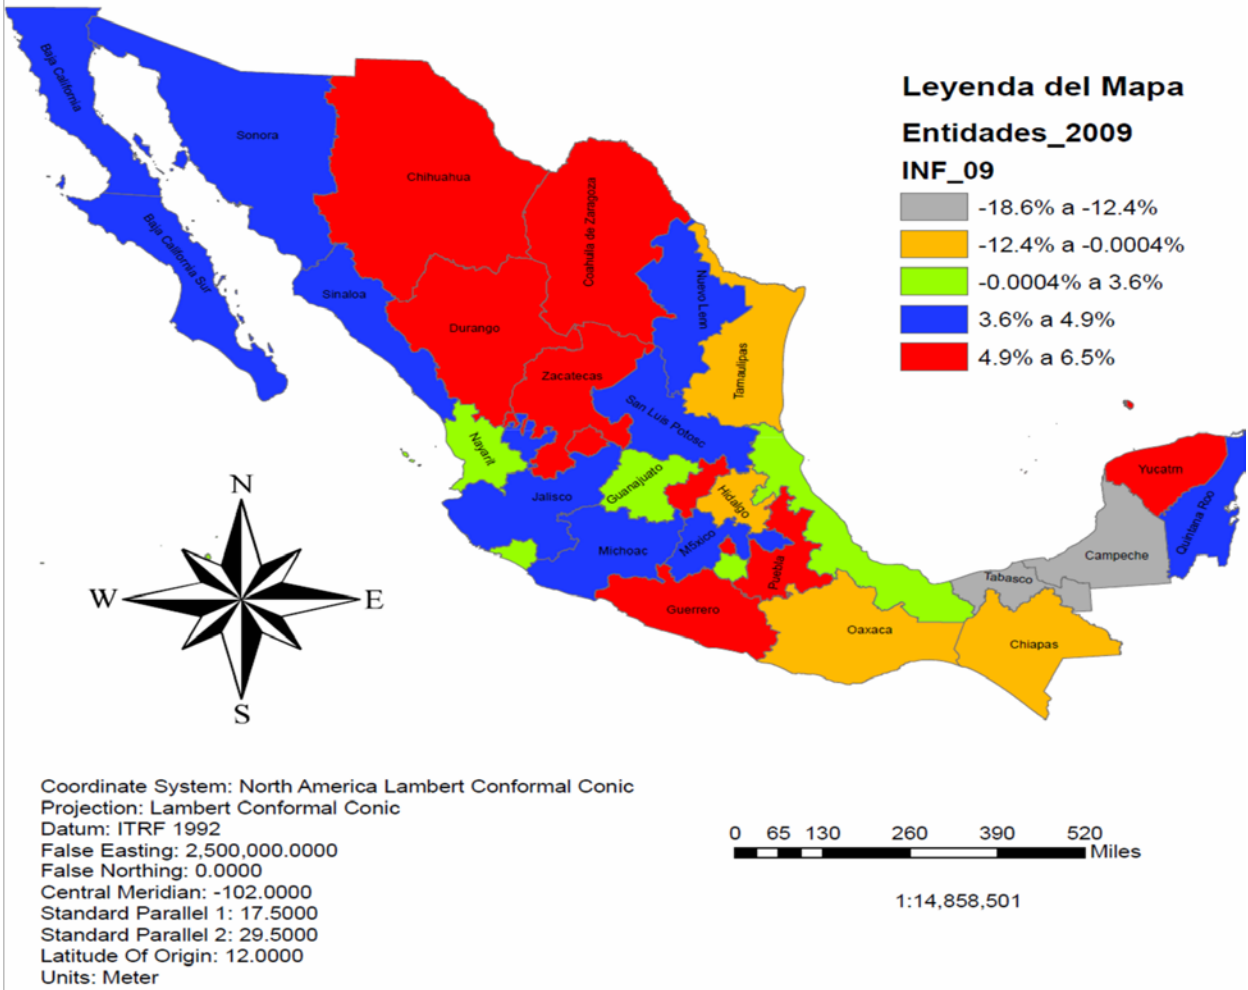 Leyenda del Mapa
Entidades_2009
INF_09
-18.6% a -12.4%
-12.4% a -0.0004%
-0.0004% a 3.6%
3.6% a 4.9%
4.9% a 6.5%
Baja California
Sonora
Chihuahua
Coahuila de Zaragoza
Baja California Sur
Sinaloa
Nuevo Lern
Durango
Tamaulipas
Zacatecas
San Luis Potosc
Nayarit
Guanajuato
Jalisco
Hidalgo
Yucatrn
Quintana Roo
Michoac
M5xico
Puebla
Campeche
Tabasco
Guerrero
Oaxaca
Chiapas
N
W
E
S
Coordinate System: North America Lambert Conformal Conic
Projection: Lambert Conformal Conic
Datum: ITRF 1992
False Easting: 2,500,000.0000
False Northing: 0.0000
Central Meridian: -102.0000
Standard Parallel 1: 17.5000
Standard Parallel 2: 29.5000
Latitude Of Origin: 12.0000
Units: Meter
0 65 130 260 390 520
Miles
1:14,858,501